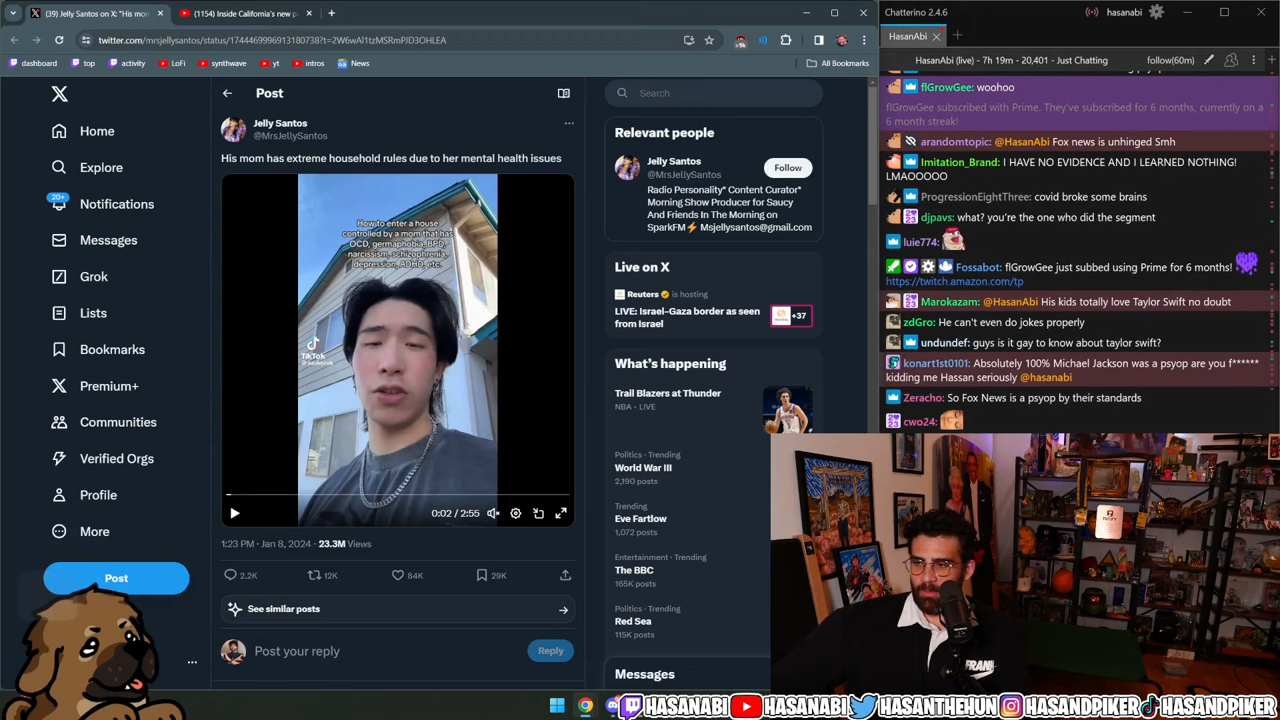 (39) Jelly Santos on X: "His mo
(1154) Inside California's new p
twitter.com/mrsjellysantos/status/1744469996913180738?t=2W6wAl1tzMSRmPJD3OHLEA
dashboard
top
activity
LoFi
synthwave
yt
intros
News
All Bookmarks
Home
Explore
20+
Notifications
Messages
Grok
Lists
Bookmarks
Premium+
Communities
Verified Orgs
Profile
More
Post
Post
Jelly Santos
@MrsJellySantos
His mom has extreme household rules due to her mental health issues
How to enter a house
controlled by a mom that has
OCD, germaphobia, BPD,
narcissism, schizophrenia,
depression, ADHD, etc.
TikTok
0:02 / 2:55
1:23 PM · Jan 8, 2024 · 23.3M Views
2.2K
12K
84K
29K
See similar posts
Post your reply
Reply
Search
Relevant people
Jelly Santos
@MrsJellySantos
Follow
Radio Personality* Content Curator*
Morning Show Producer for Saucy
And Friends In The Morning on
SparkFM⚡ Msjellysantos@gmail.com
Live on X
Reuters is hosting
LIVE: Israel-Gaza border as seen
from Israel
+37
What's happening
Trail Blazers at Thunder
NBA · LIVE
Politics · Trending
World War III
2,190 posts
Trending
Eve Fartlow
1,072 posts
Entertainment · Trending
The BBC
165K posts
Politics · Trending
Red Sea
115K posts
Messages
Chatterino 2.4.6
hasanabi
HasanAbi
HasanAbi (live) - 7h 19m - 20,401 - Just Chatting
follow(60m)
flGrowGee: woohoo
flGrowGee subscribed with Prime. They've subscribed for 6 months, currently on a
6 month streak!
arandomtopic: @HasanAbi Fox news is unhinged Smh
Imitation_Brand: I HAVE NO EVIDENCE AND I LEARNED NOTHING!
LMAOOOOO
ProgressionEightThree: covid broke some brains
djpavs: what? you're the one who did the segment
luie774:
Fossabot: flGrowGee just subbed using Prime for 6 months!
https://twitch.amazon.com/tp
Marokazam: @HasanAbi His kids totally love Taylor Swift no doubt
zdGro: He can't even do jokes properly
undundef: guys is it gay to know about taylor swift?
konart1st0101: Absolutely 100% Michael Jackson was a psyop are you f******
kidding me Hassan seriously @hasanabi
Zeracho: So Fox News is a psyop by their standards
cwo24:
HASANABI
HASANABI
HASANTHEHUN
HASANDPIKER
HASANDPIKER